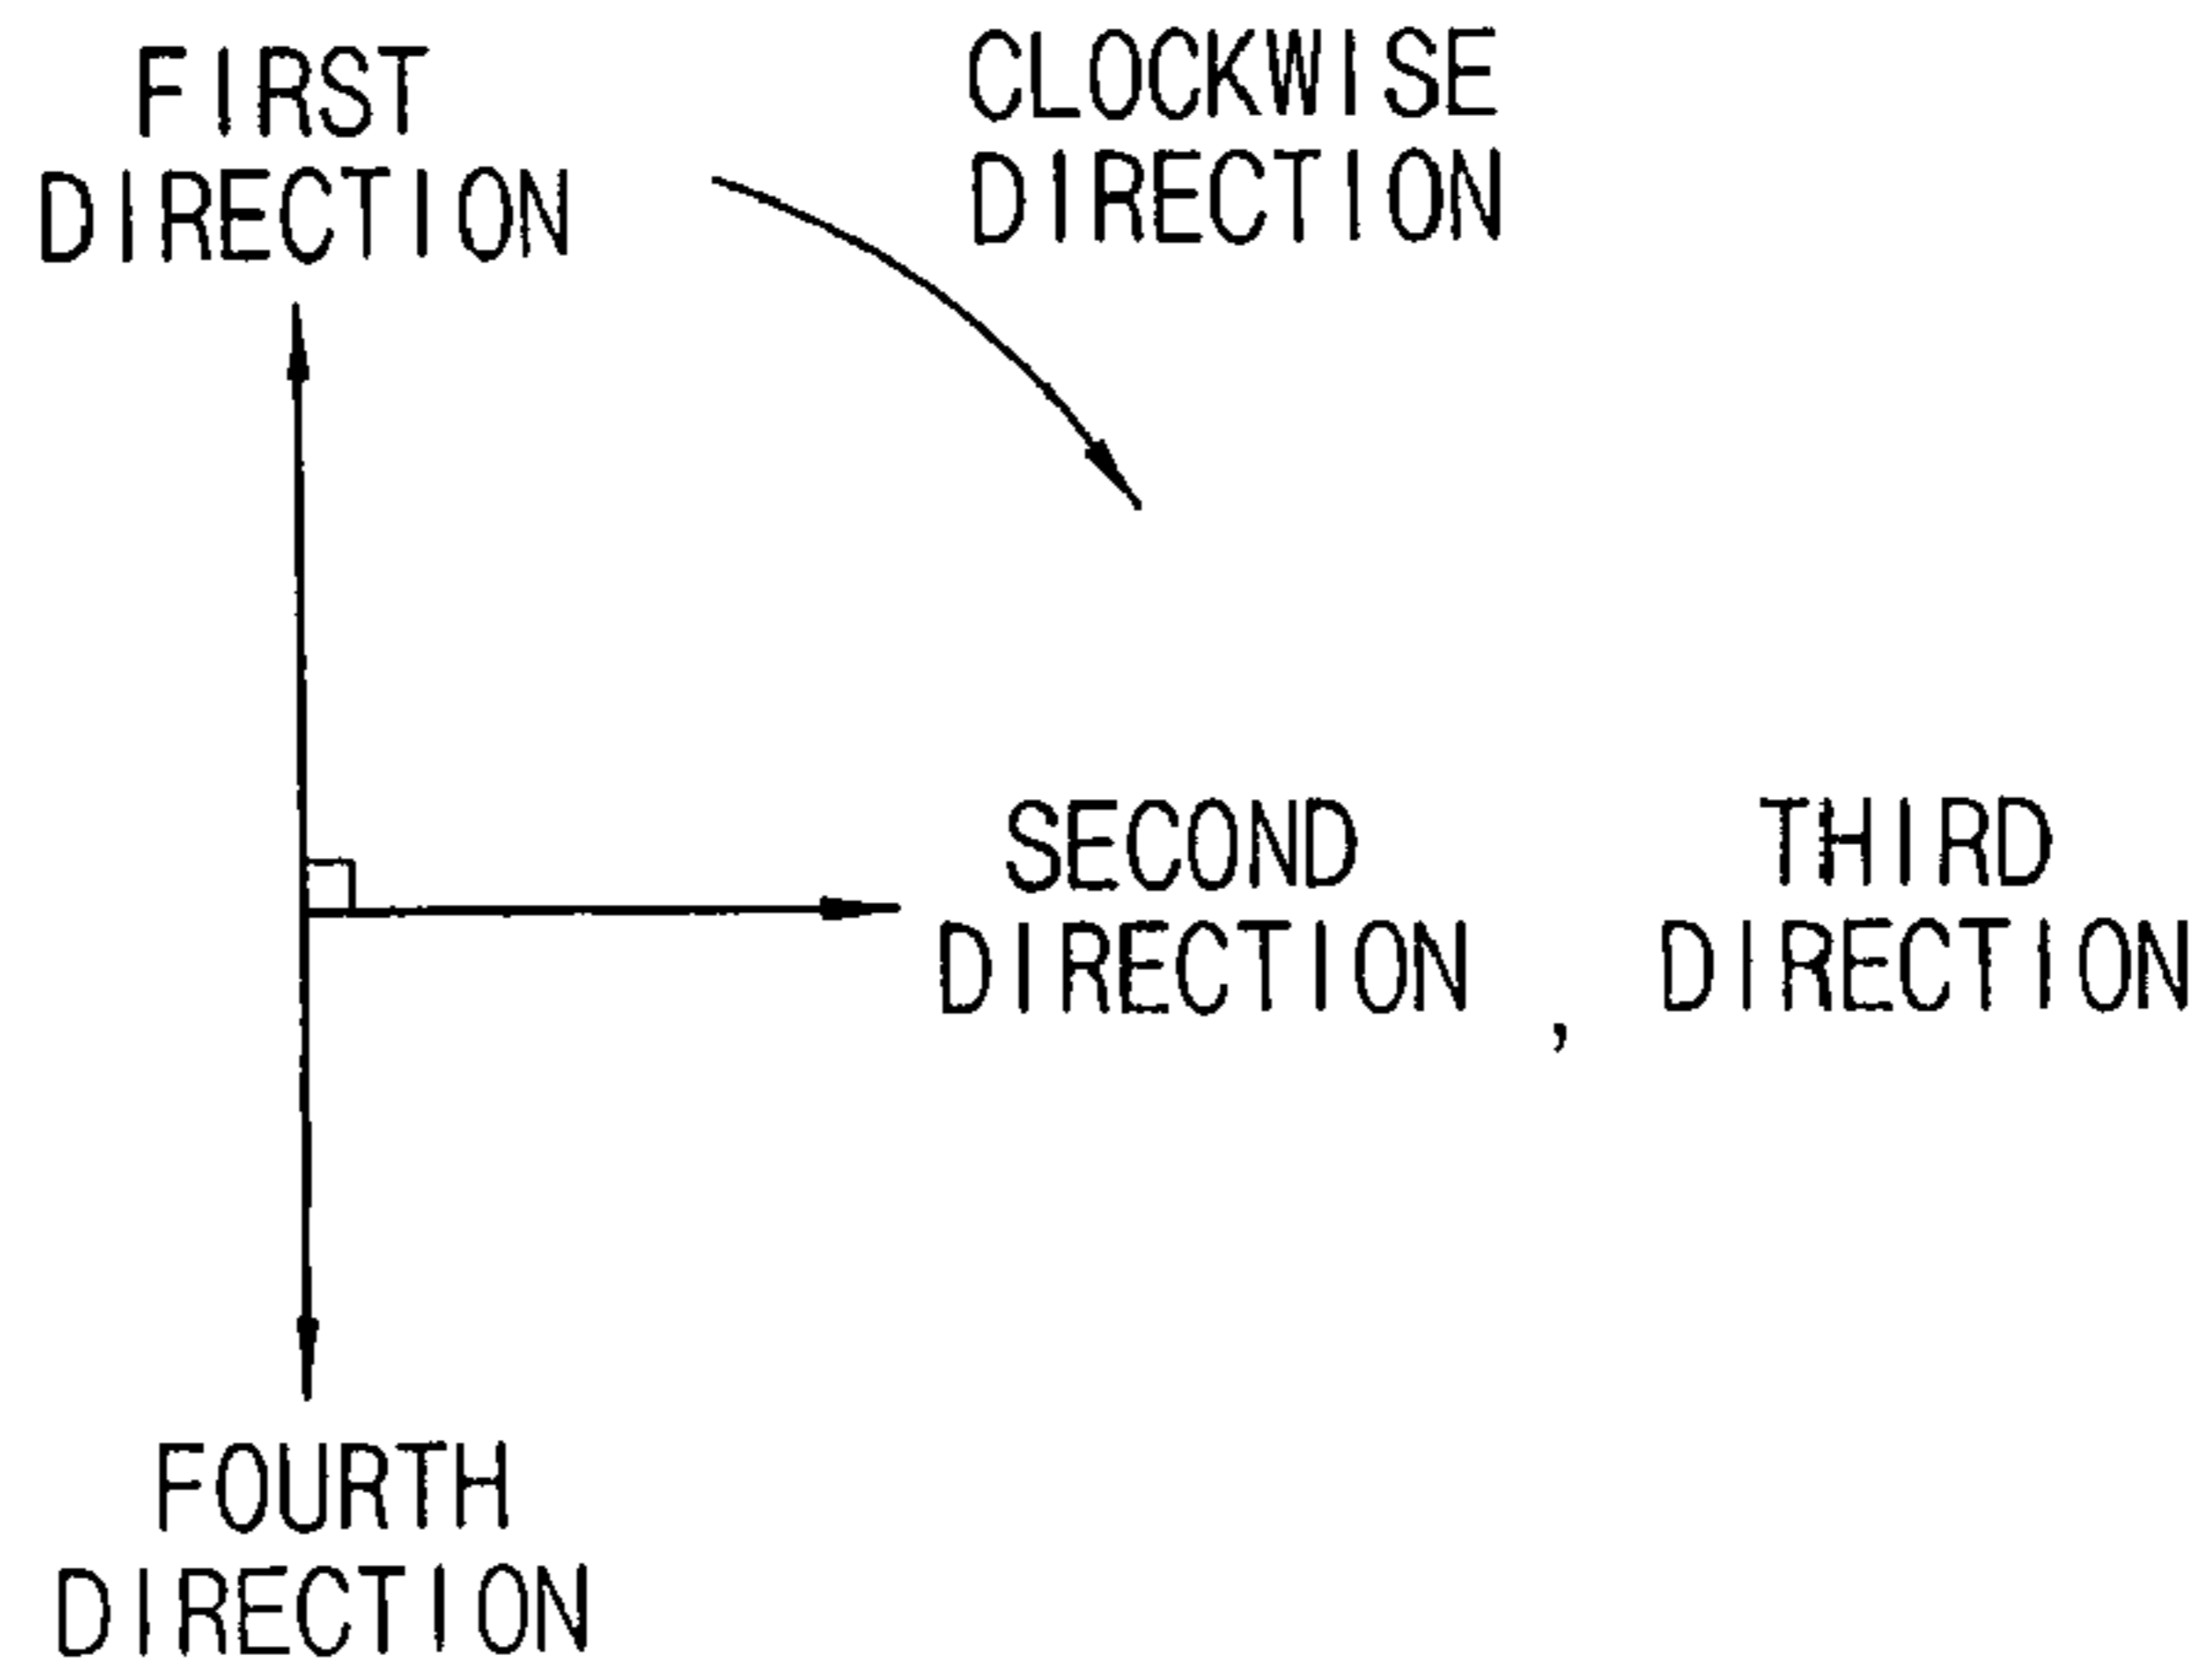 FIRST
DIRECTION
CLOCKWISE
DIRECTION
SECOND
DIRECTION ,
THIRD
DIRECTION
FOURTH
DIRECTION